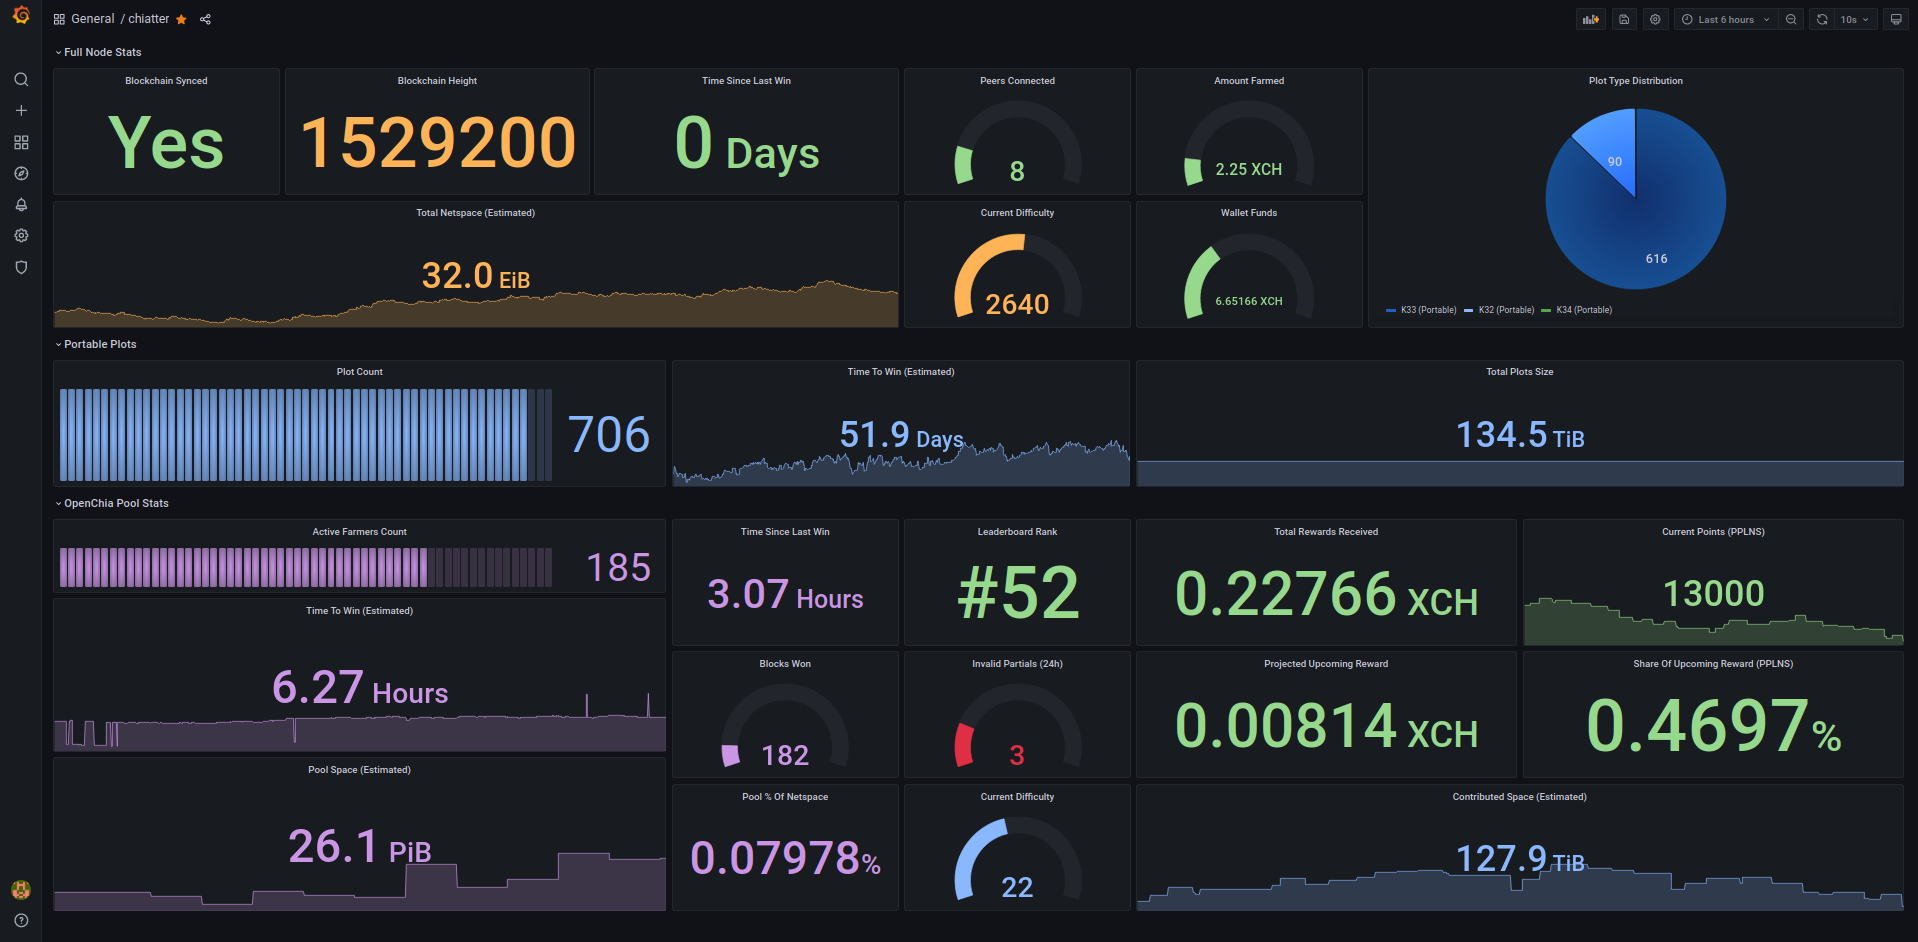 General / chiatter
Last 6 hours
10s
Full Node Stats
Blockchain Synced
Yes
Blockchain Height
1529200
Time Since Last Win
0 Days
Peers Connected
8
Amount Farmed
2.25 XCH
Plot Type Distribution
90
616
K33 (Portable) K32 (Portable) K34 (Portable)
Total Netspace (Estimated)
32.0 EiB
Current Difficulty
2640
Wallet Funds
6.65166 XCH
Portable Plots
Plot Count
706
Time To Win (Estimated)
51.9 Days
Total Plots Size
134.5 TiB
OpenChia Pool Stats
Active Farmers Count
185
Time Since Last Win
3.07 Hours
Leaderboard Rank
#52
Total Rewards Received
0.22766 XCH
Current Points (PPLNS)
13000
Time To Win (Estimated)
6.27 Hours
Blocks Won
182
Invalid Partials (24h)
3
Projected Upcoming Reward
0.00814 XCH
Share Of Upcoming Reward (PPLNS)
0.4697%
Pool Space (Estimated)
26.1 PiB
Pool % Of Netspace
0.07978%
Current Difficulty
22
Contributed Space (Estimated)
127.9 TiB